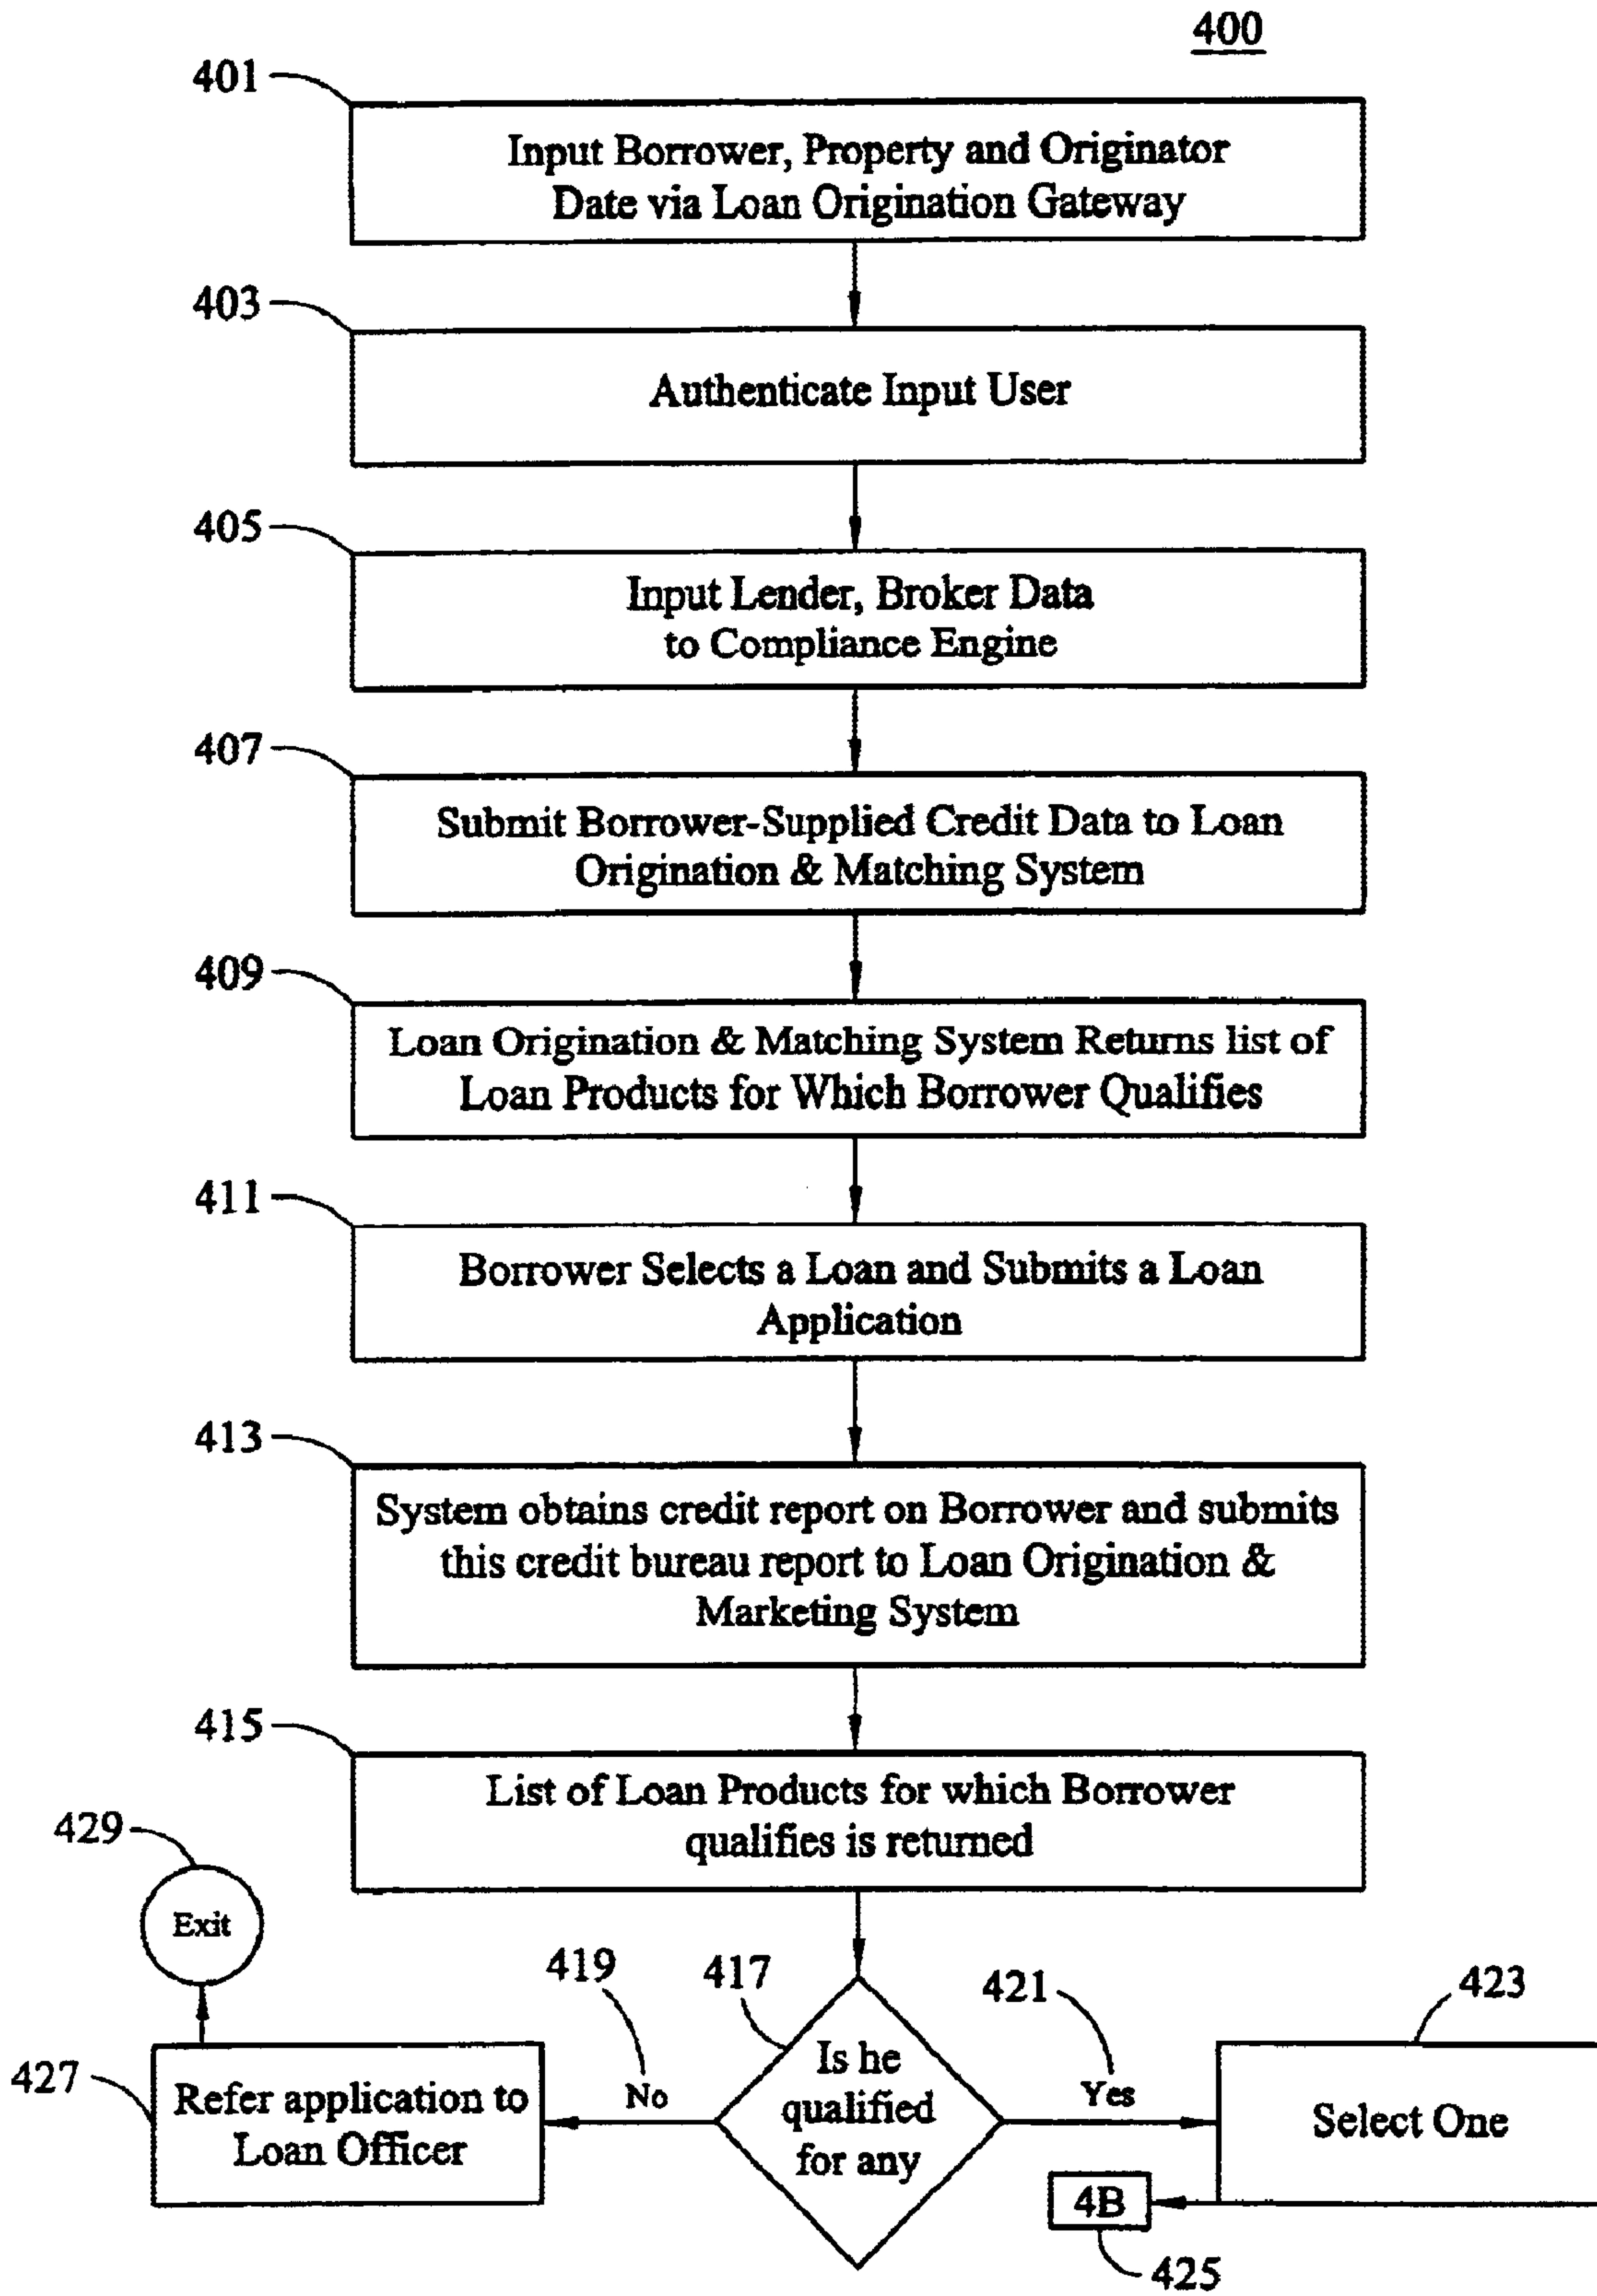 400
401
Input Borrower, Property and Originator
Date via Loan Origination Gateway
403
Authenticate Input User
405
Input Lender, Broker Data
to Compliance Engine
407
Submit Borrower-Supplied Credit Data to Loan
Origination & Matching System
409
Loan Origination & Matching System Returns list of
Loan Products for Which Borrower Qualifies
411
Borrower Selects a Loan and Submits a Loan
Application
413
System obtains credit report on Borrower and submits
this credit bureau report to Loan Origination &
Marketing System
415
List of Loan Products for which Borrower
qualifies is returned
429
Exit
419
417
421
423
Is he
qualified
for any
No
Yes
427
Refer application to
Loan Officer
Select One
4B
425